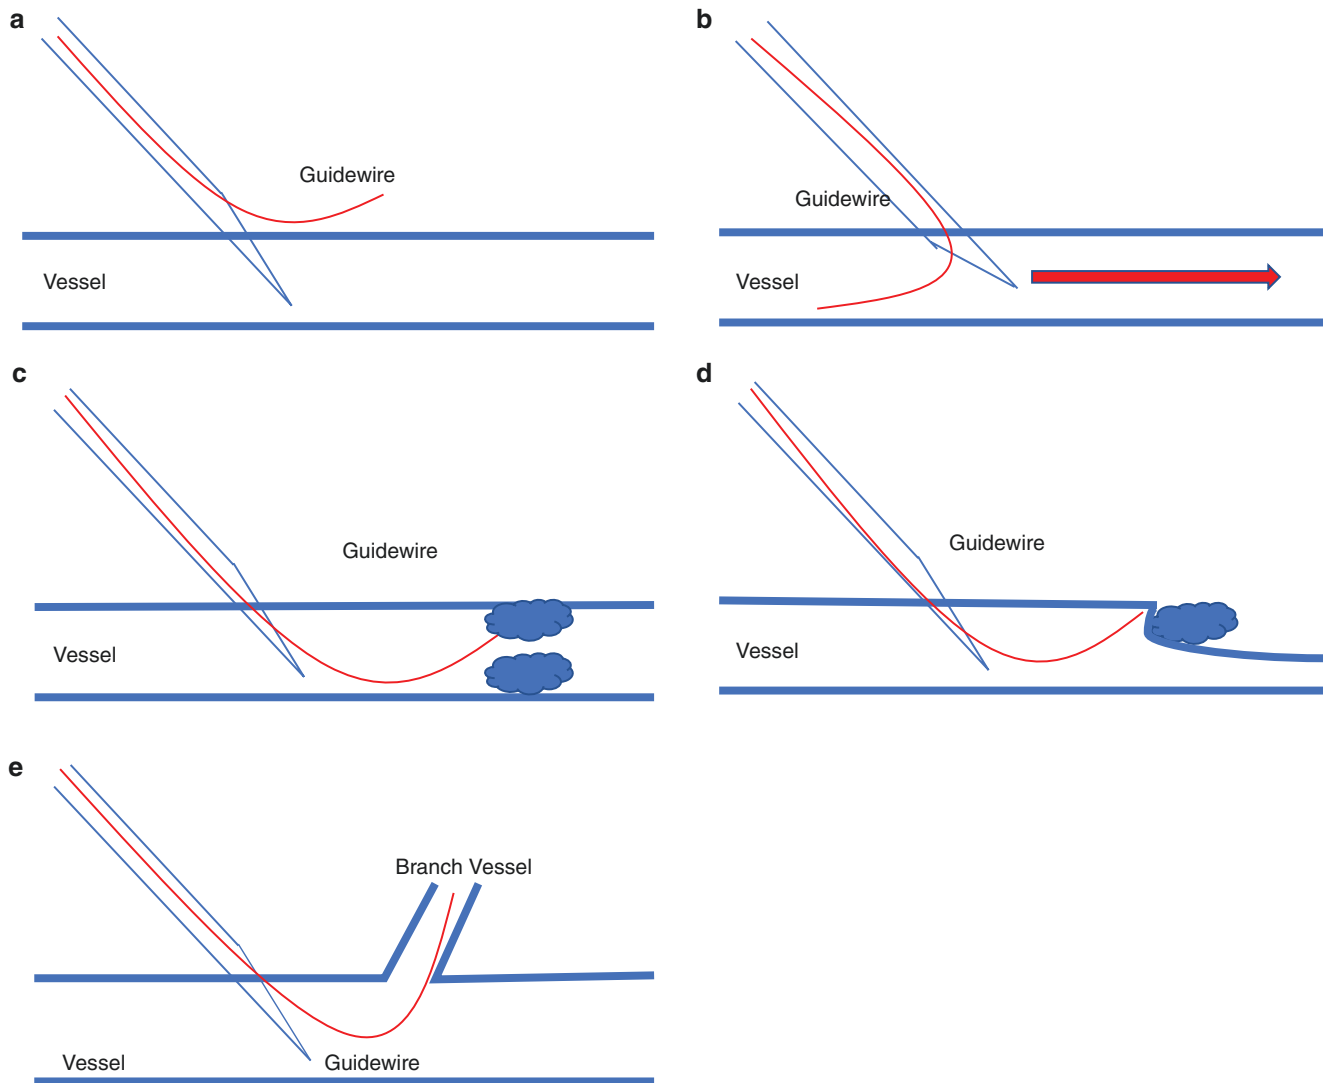 a
Guidewire
Vessel
b
Guidewire
Vessel
c
Guidewire
Vessel
d
Guidewire
Vessel
e
Branch Vessel
Vessel
Guidewire